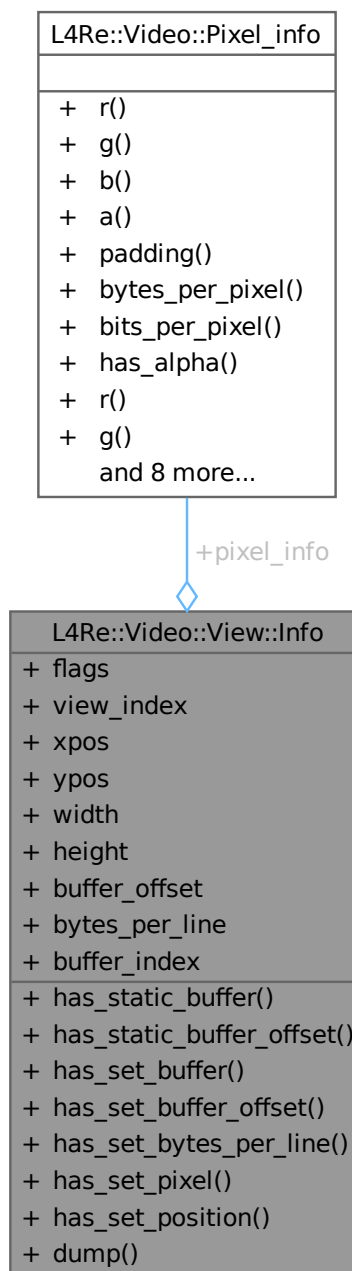 L4Re::Video::Pixel_info
+ r()
+ g()
+ b()
+ a()
+ padding()
+ bytes_per_pixel()
+ bits_per_pixel()
+ has_alpha()
+ r()
+ g()
and 8 more...
+pixel_info
L4Re::Video::View::Info
+ flags
+ view_index
+ xpos
+ ypos
+ width
+ height
+ buffer_offset
+ bytes_per_line
+ buffer_index
+ has_static_buffer()
+ has_static_buffer_offset()
+ has_set_buffer()
+ has_set_buffer_offset()
+ has_set_bytes_per_line()
+ has_set_pixel()
+ has_set_position()
+ dump()